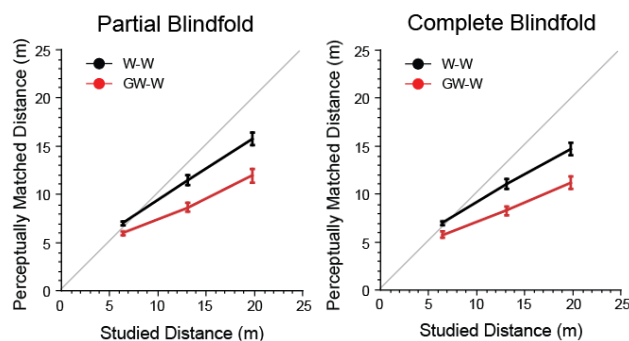 Partial Blindfold
Perceptually Matched Distance (m)
25
20
15
10
5
0
W-W
GW-W
0 5 10 15 20 25
Studied Distance (m)
Complete Blindfold
Perceptually Matched Distance (m)
25
20
15
10
5
0
W-W
GW-W
0 5 10 15 20 25
Studied Distance (m)